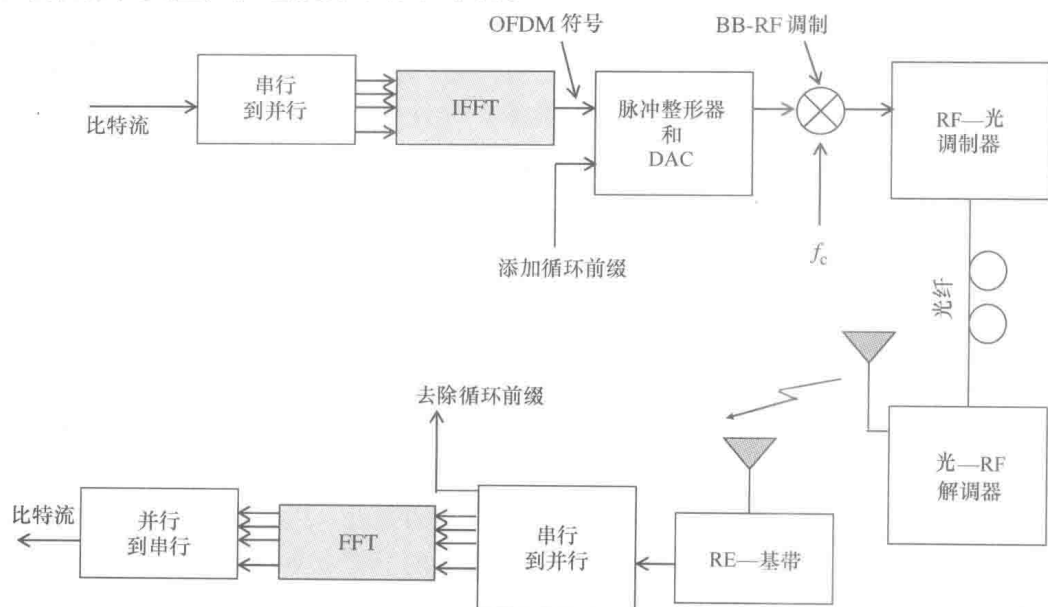 OFDM 符号
BB-RF 调制
比特流
串行
到并行
IFFT
脉冲整形器
和
DAC
RF—光
调制器
添加循环前缀
f_c
光纤
去除循环前缀
光—RF
解调器
比特流
并行
到串行
FFT
串行
到并行
RE—基带